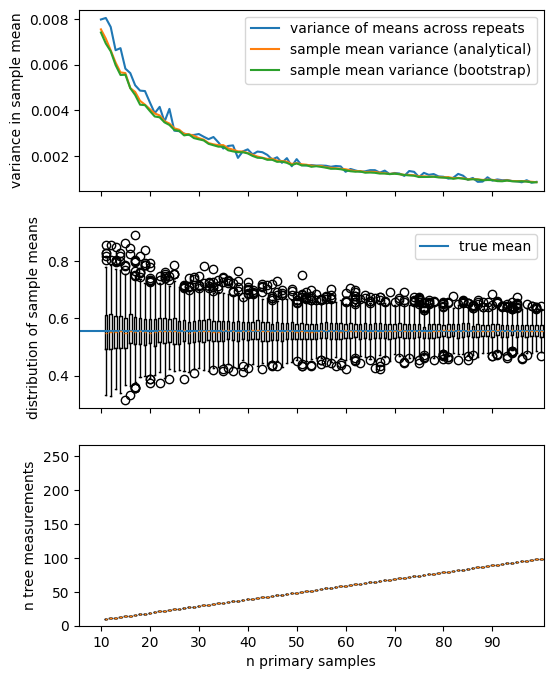 variance in sample mean
0.008
0.006
0.004
0.002
variance of means across repeats
sample mean variance (analytical)
sample mean variance (bootstrap)
distribution of sample means
0.8
0.6
0.4
true mean
n tree measurements
250
200
150
100
50
0
10 20 30 40 50 60 70 80 90
n primary samples